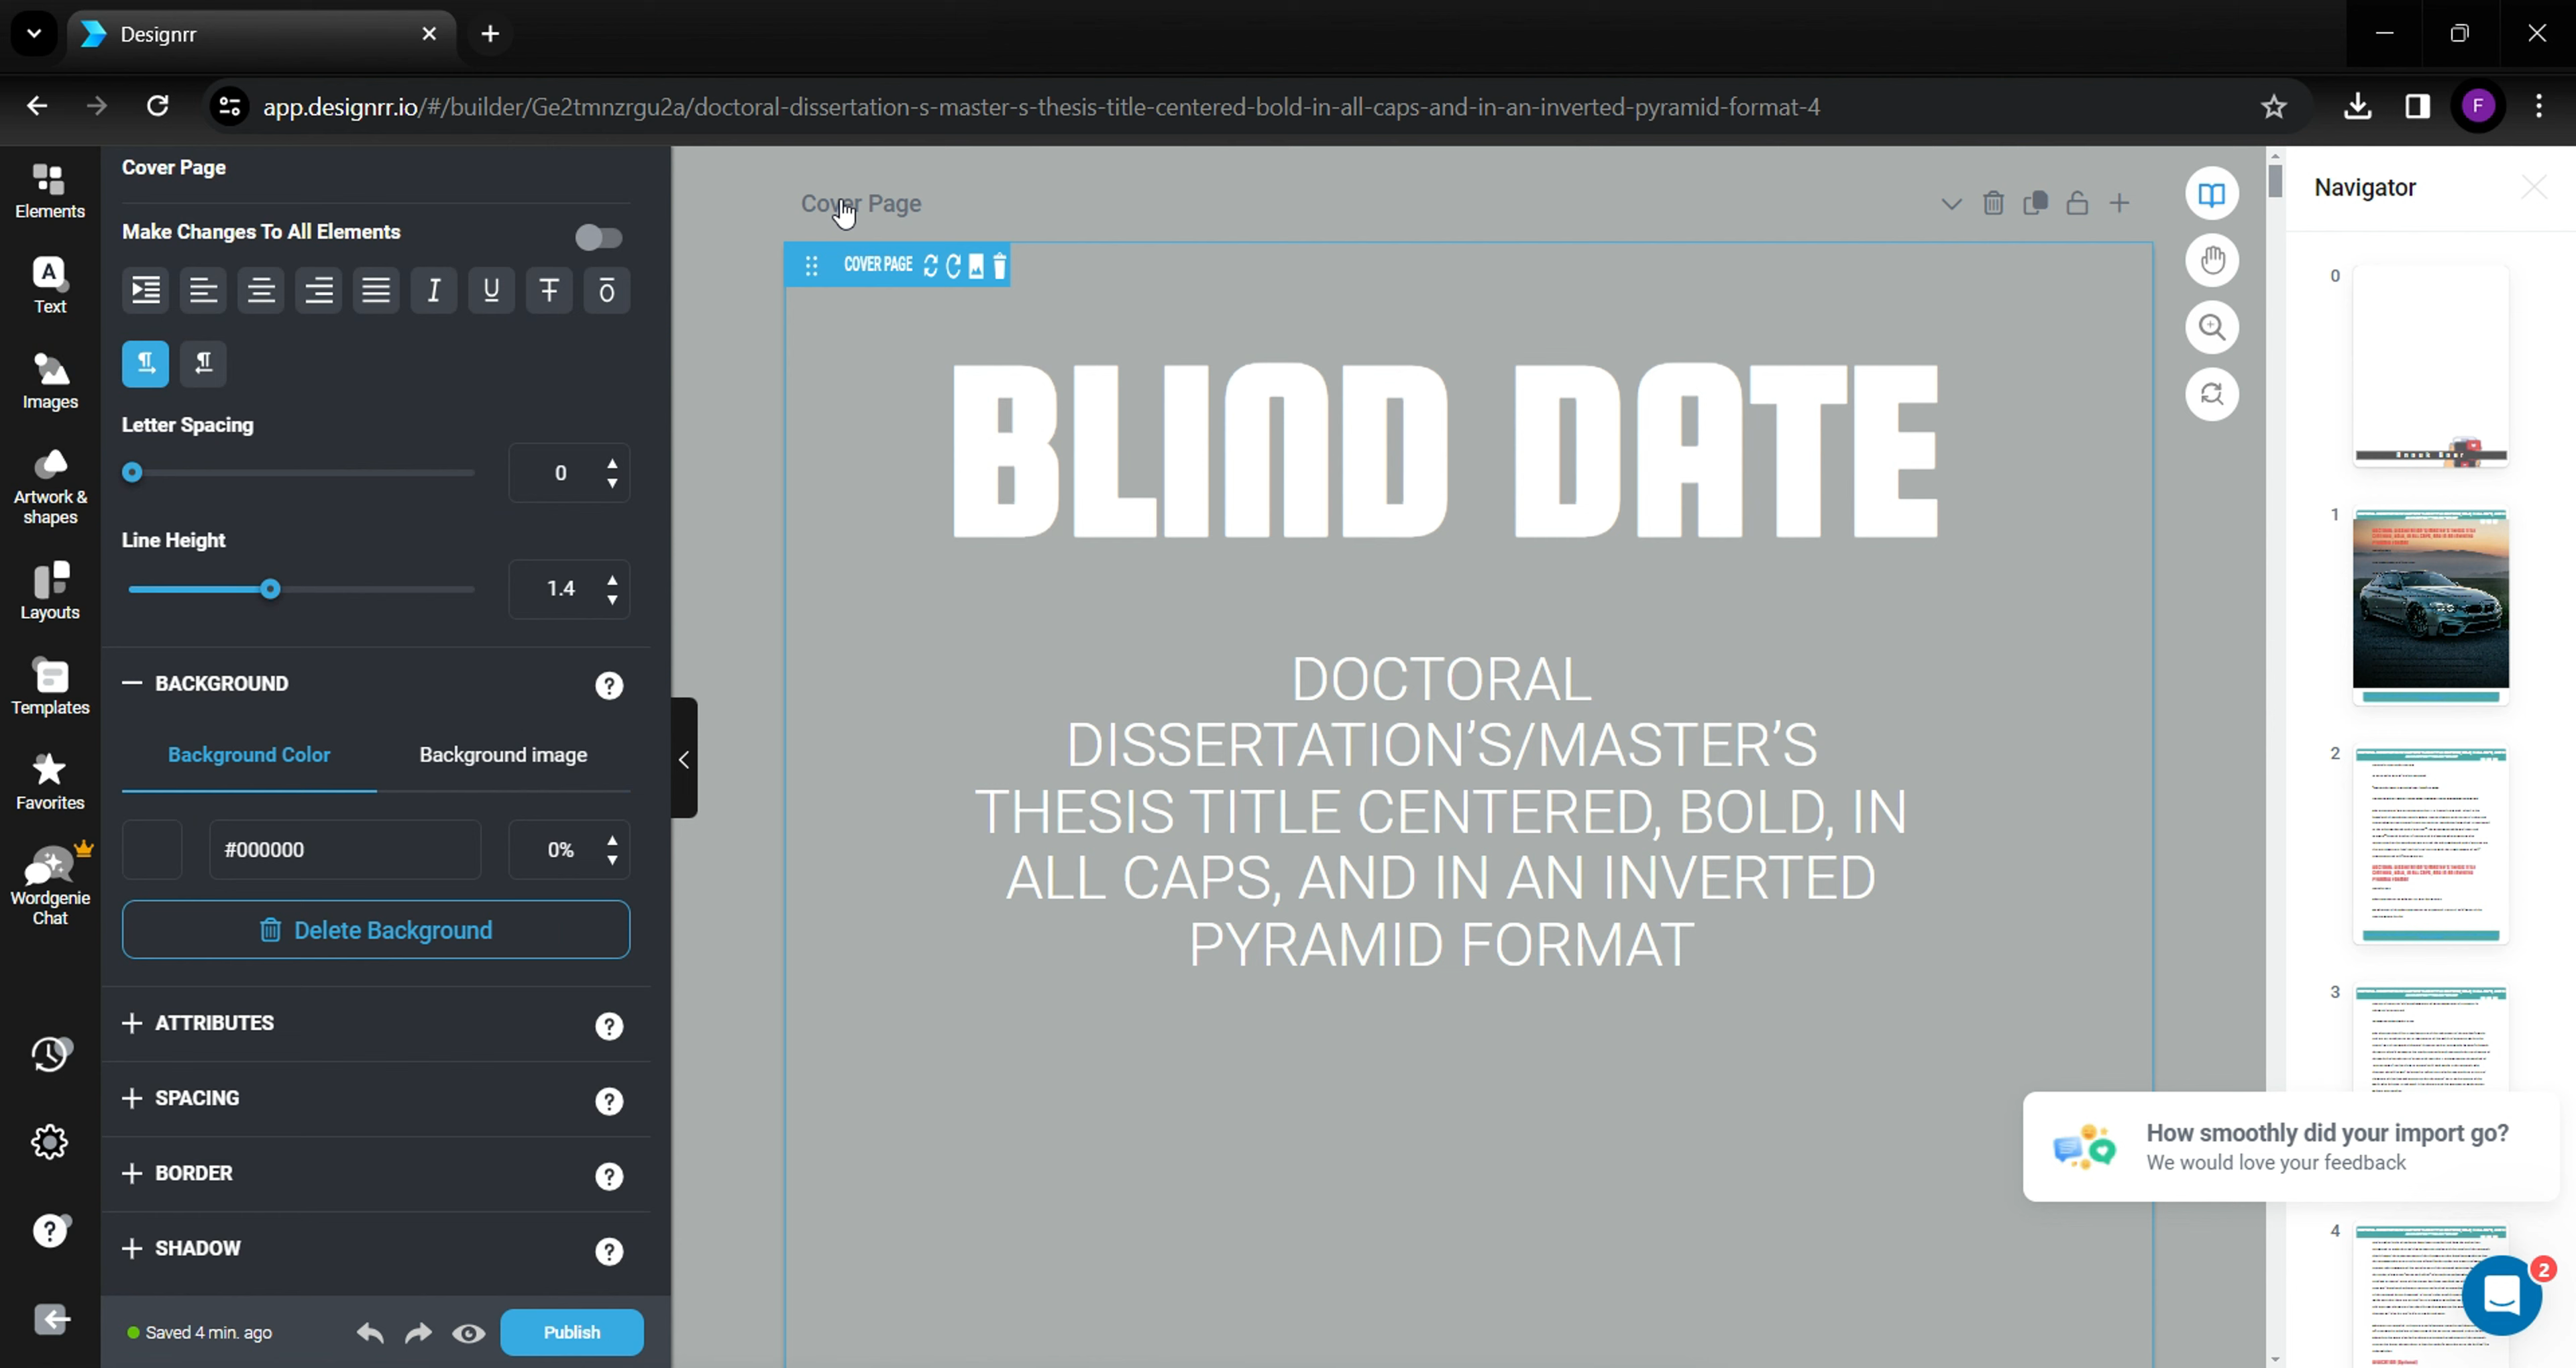 Designrr
app.designrr.io/#/builder/Ge2tmnzrgu2a/doctoral-dissertation-s-master-s-thesis-title-centered-bold-in-all-caps-and-in-an-inverted-pyramid-format-4
F
Elements
Text
Images
Artwork &
shapes
Layouts
Templates
Favorites
Wordgenie
Chat
Cover Page
Make Changes To All Elements
Letter Spacing
0
Line Height
1.4
BACKGROUND
Background Color
Background image
#000000
0%
Delete Background
ATTRIBUTES
SPACING
BORDER
SHADOW
Saved 4 min. ago
Publish
Cover Page
COVER PAGE
BLIND DATE
DOCTORAL
DISSERTATION’S/MASTER’S
THESIS TITLE CENTERED, BOLD, IN
ALL CAPS, AND IN AN INVERTED
PYRAMID FORMAT
Navigator
0
1
2
3
How smoothly did your import go?
We would love your feedback
4
2